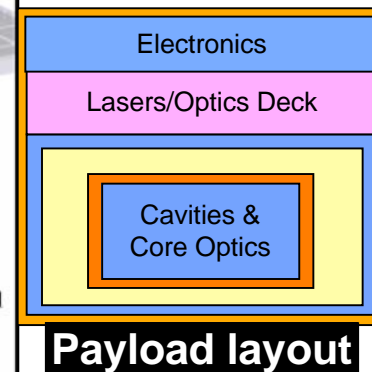 Electronics
Lasers/Optics Deck
Cavities &
Core Optics
Payload layout